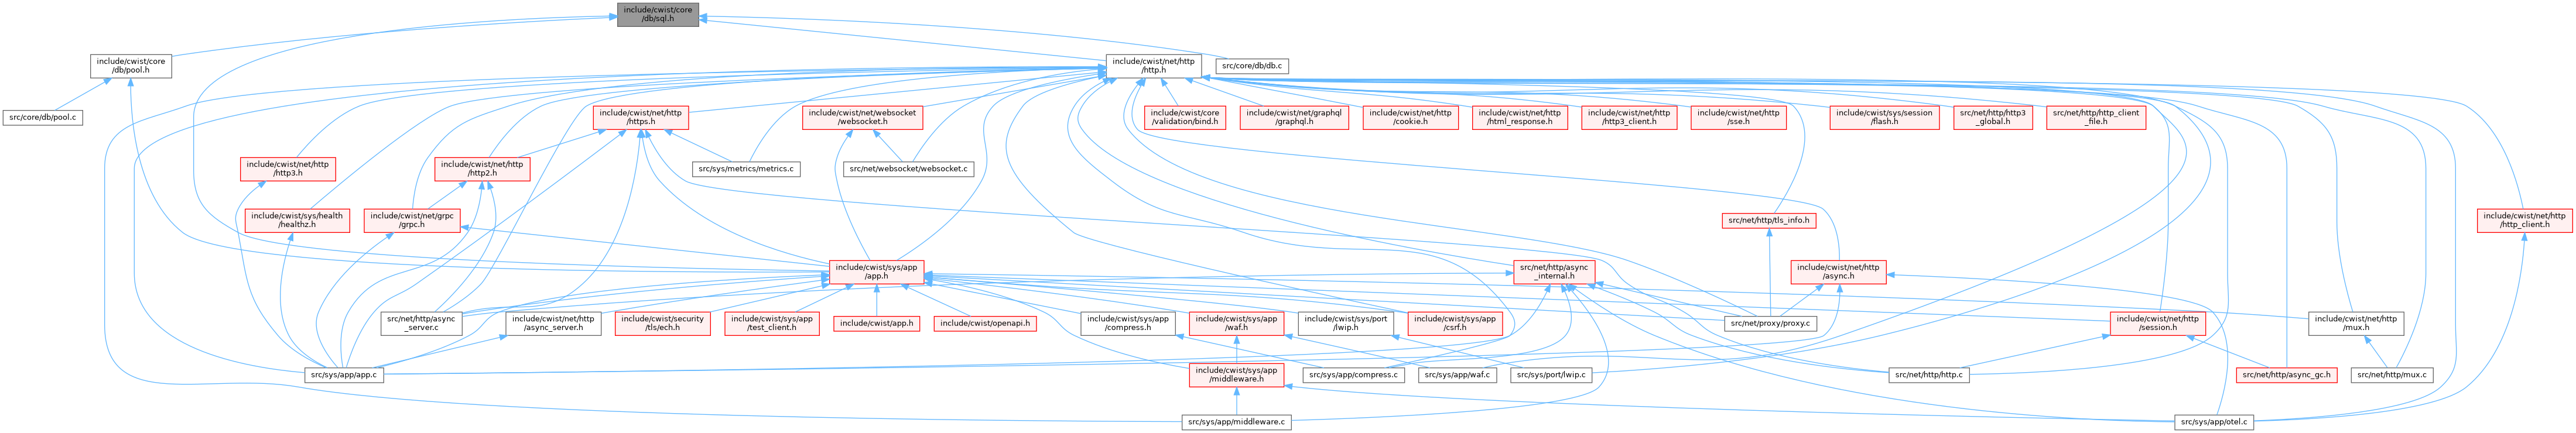 include/cwist/core
/db/sql.h
include/cwist/core
/db/pool.h
include/cwist/net/http
/http.h
src/core/db/db.c
src/core/db/pool.c
include/cwist/net/http
/https.h
include/cwist/net/websocket
/websocket.h
include/cwist/core
/validation/bind.h
include/cwist/net/graphql
/graphql.h
include/cwist/net/http
/cookie.h
include/cwist/net/http
/html_response.h
include/cwist/net/http
/http3_client.h
include/cwist/net/http
/sse.h
include/cwist/sys/session
/flash.h
src/net/http/http3
_global.h
src/net/http/http_client
_file.h
include/cwist/net/http
/http3.h
include/cwist/net/http
/http2.h
src/sys/metrics/metrics.c
src/net/websocket/websocket.c
include/cwist/sys/health
/healthz.h
include/cwist/net/grpc
/grpc.h
src/net/http/tls_info.h
include/cwist/net/http
/http_client.h
include/cwist/sys/app
/app.h
src/net/http/async
_internal.h
include/cwist/net/http
/async.h
src/net/http/async
_server.c
include/cwist/net/http
/async_server.h
include/cwist/security
/tls/ech.h
include/cwist/sys/app
/test_client.h
include/cwist/app.h
include/cwist/openapi.h
include/cwist/sys/app
/compress.h
include/cwist/sys/app
/waf.h
include/cwist/sys/port
/lwip.h
include/cwist/sys/app
/csrf.h
src/net/proxy/proxy.c
include/cwist/net/http
/session.h
include/cwist/net/http
/mux.h
src/sys/app/app.c
include/cwist/sys/app
/middleware.h
src/sys/app/compress.c
src/sys/app/waf.c
src/sys/port/lwip.c
src/net/http/http.c
src/net/http/async_gc.h
src/net/http/mux.c
src/sys/app/middleware.c
src/sys/app/otel.c